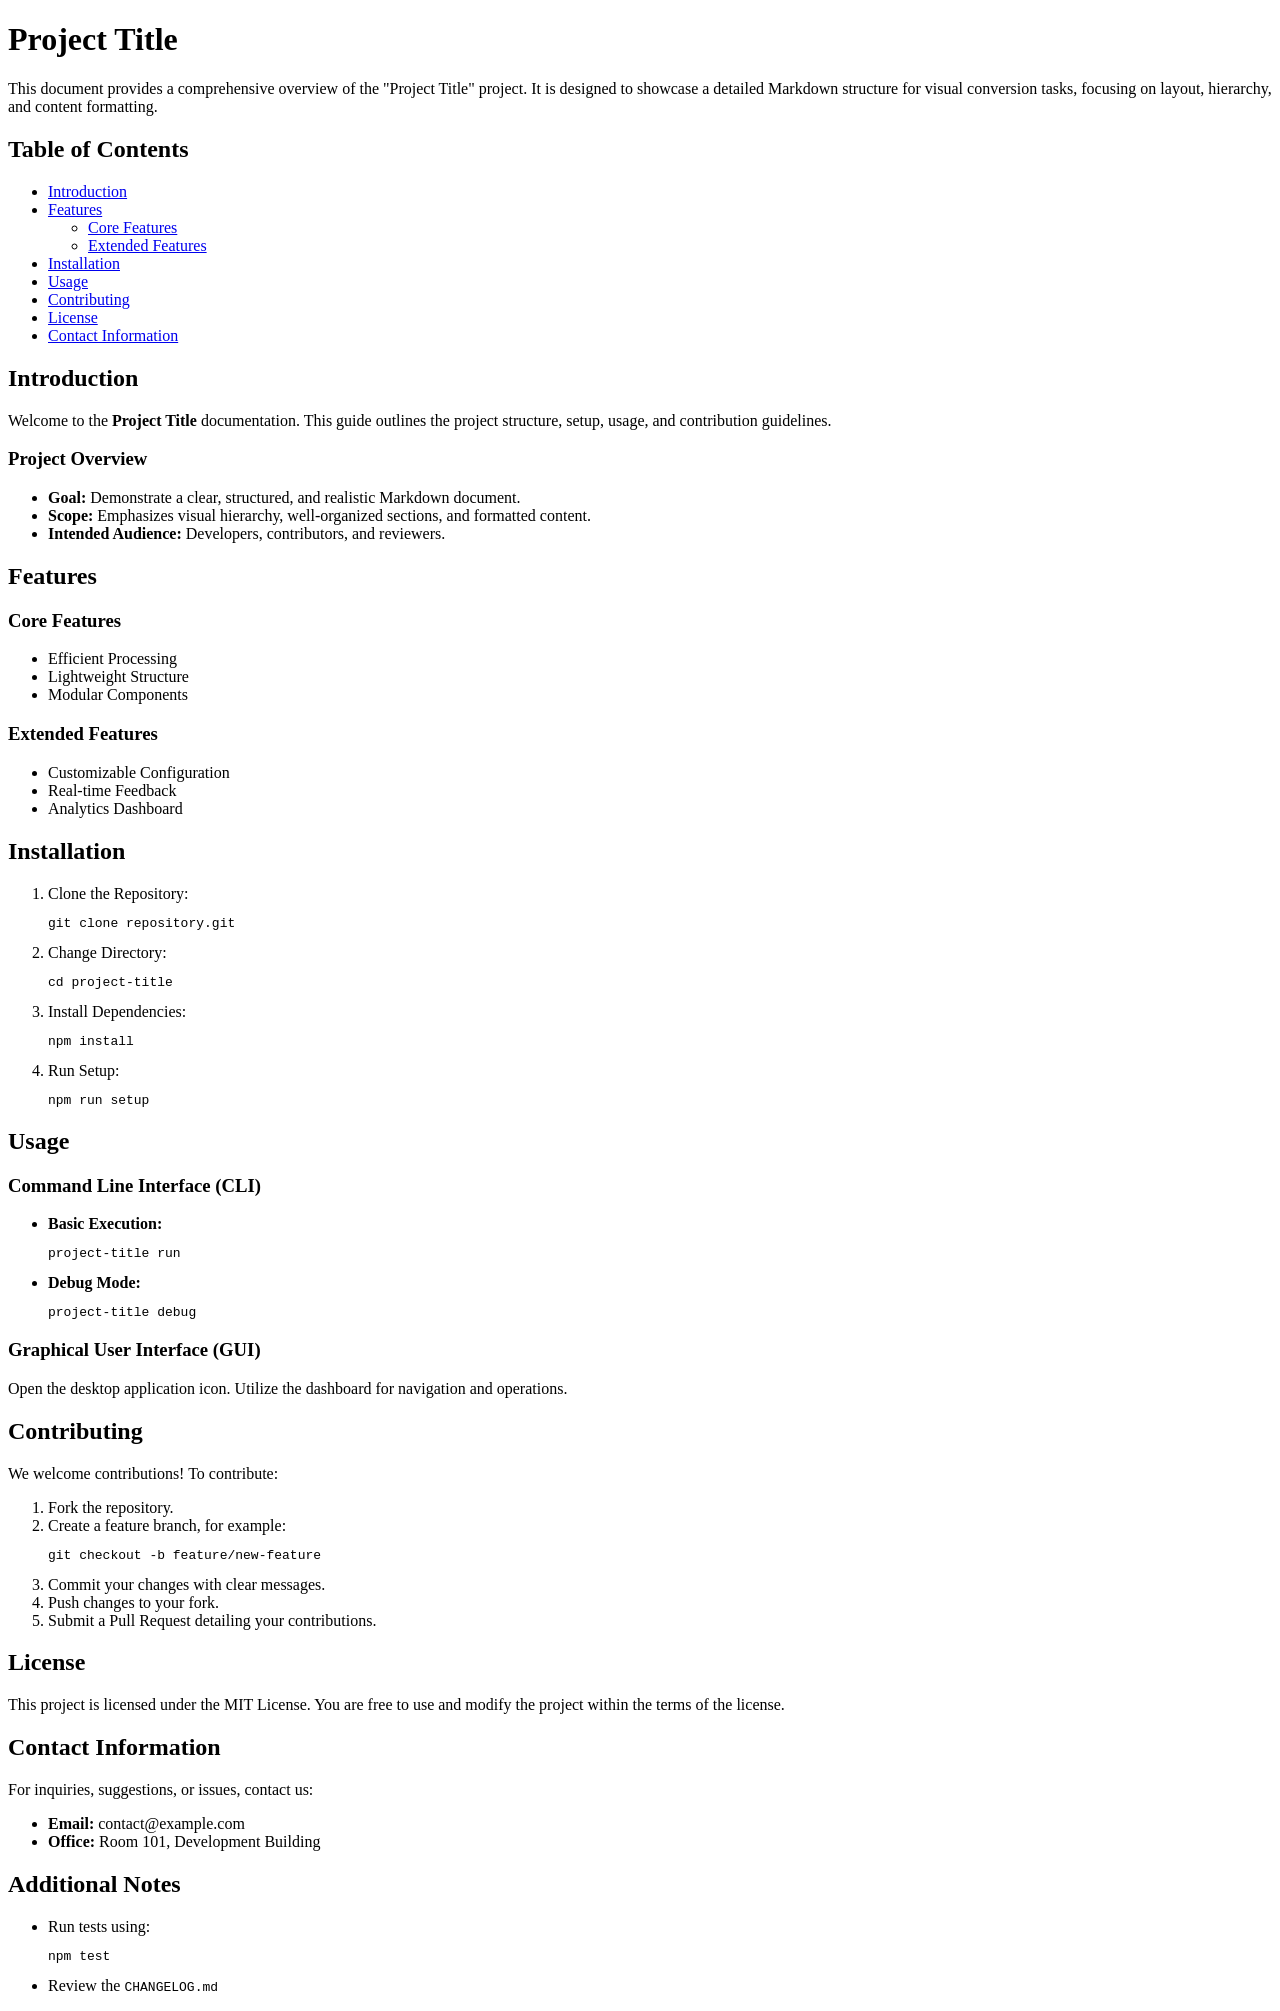 Project Title
This document provides a comprehensive overview of the "Project Title" project. It is designed to showcase a detailed Markdown structure for visual conversion tasks, focusing on layout, hierarchy,
and content formatting.
Table of Contents
• Introduction
• Features
◦ Core Features
◦ Extended Features
• Installation
• Usage
• Contributing
• License
• Contact Information
Introduction
Welcome to the Project Title documentation. This guide outlines the project structure, setup, usage, and contribution guidelines.
Project Overview
• Goal: Demonstrate a clear, structured, and realistic Markdown document.
• Scope: Emphasizes visual hierarchy, well-organized sections, and formatted content.
• Intended Audience: Developers, contributors, and reviewers.
Features
Core Features
• Efficient Processing
• Lightweight Structure
• Modular Components
Extended Features
• Customizable Configuration
• Real-time Feedback
• Analytics Dashboard
Installation
1. Clone the Repository:
git clone repository.git
2. Change Directory:
cd project-title
3. Install Dependencies:
npm install
4. Run Setup:
npm run setup
Usage
Command Line Interface (CLI)
• Basic Execution:
project-title run
• Debug Mode:
project-title debug
Graphical User Interface (GUI)
Open the desktop application icon. Utilize the dashboard for navigation and operations.
Contributing
We welcome contributions! To contribute:
1. Fork the repository.
2. Create a feature branch, for example:
git checkout -b feature/new-feature
3. Commit your changes with clear messages.
4. Push changes to your fork.
5. Submit a Pull Request detailing your contributions.
License
This project is licensed under the MIT License. You are free to use and modify the project within the terms of the license.
Contact Information
For inquiries, suggestions, or issues, contact us:
• Email: contact@example.com
• Office: Room 101, Development Building
Additional Notes
• Run tests using:
npm test
• Review the CHANGELOG.md